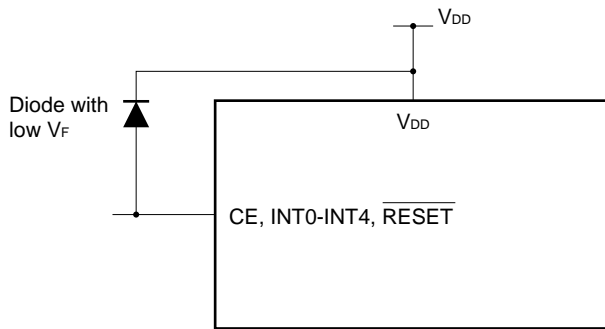 VDD
Diode with
low VF
VDD
CE, INT0-INT4, RESET